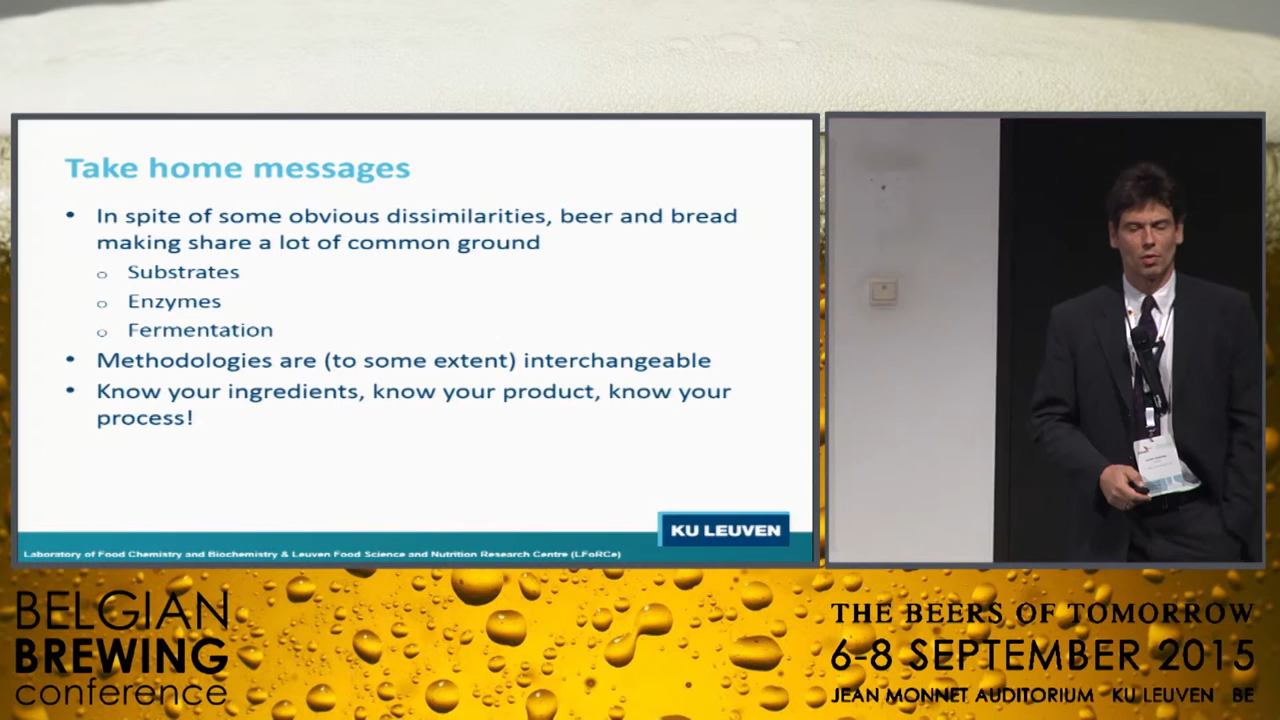 Take home messages
• In spite of some obvious dissimilarities, beer and bread
making share a lot of common ground
o Substrates
o Enzymes
o Fermentation
• Methodologies are (to some extent) interchangeable
• Know your ingredients, know your product, know your
process!
KU LEUVEN
Laboratory of Food Chemistry and Biochemistry & Leuven Food Science and Nutrition Research Centre (LFoRCe)
BELGIAN
BREWING
conference
THE BEERS OF TOMORROW
6-8 SEPTEMBER 2015
JEAN MONNET AUDITORIUM KU LEUVEN BE